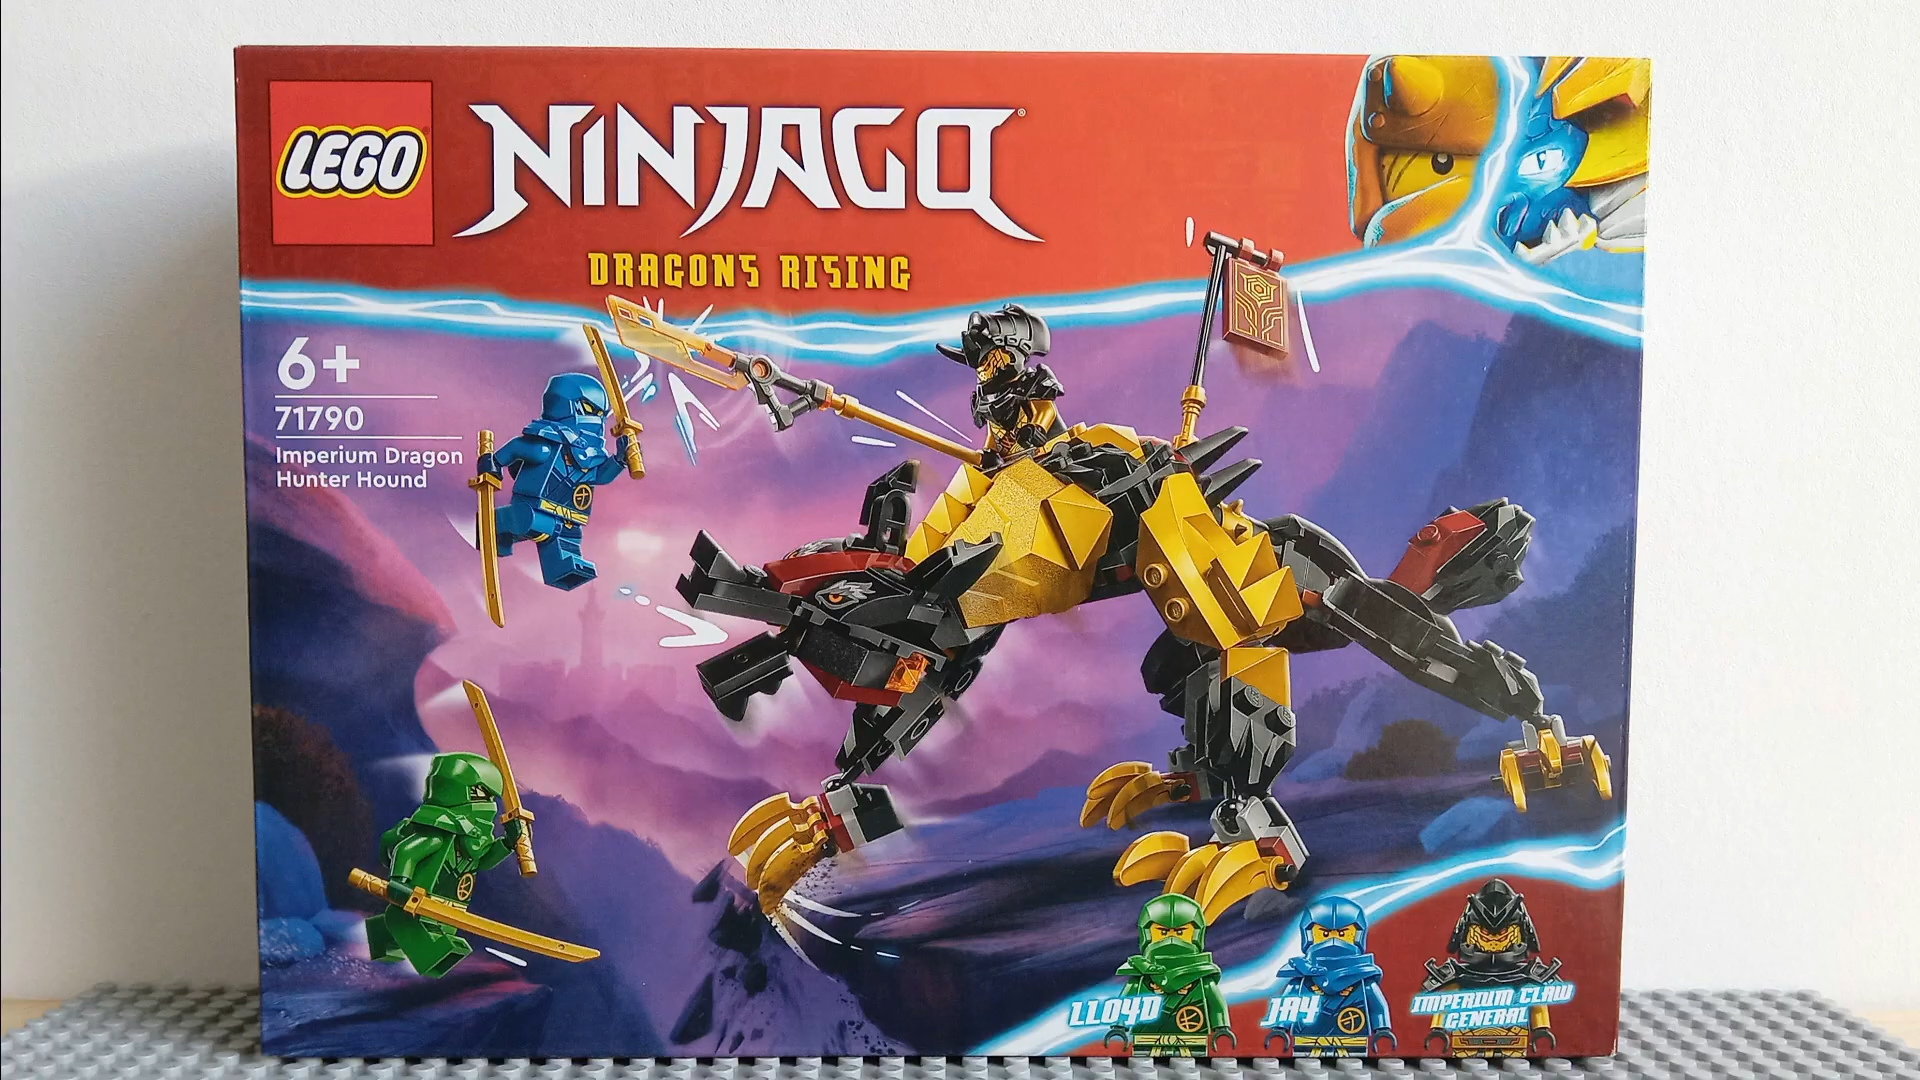 LEGO
NINJAGO®
DRAGONS RISING
6+
71790
Imperium Dragon
Hunter Hound
LLOYD
JAY
IMPERIUM CLAW
GENERAL